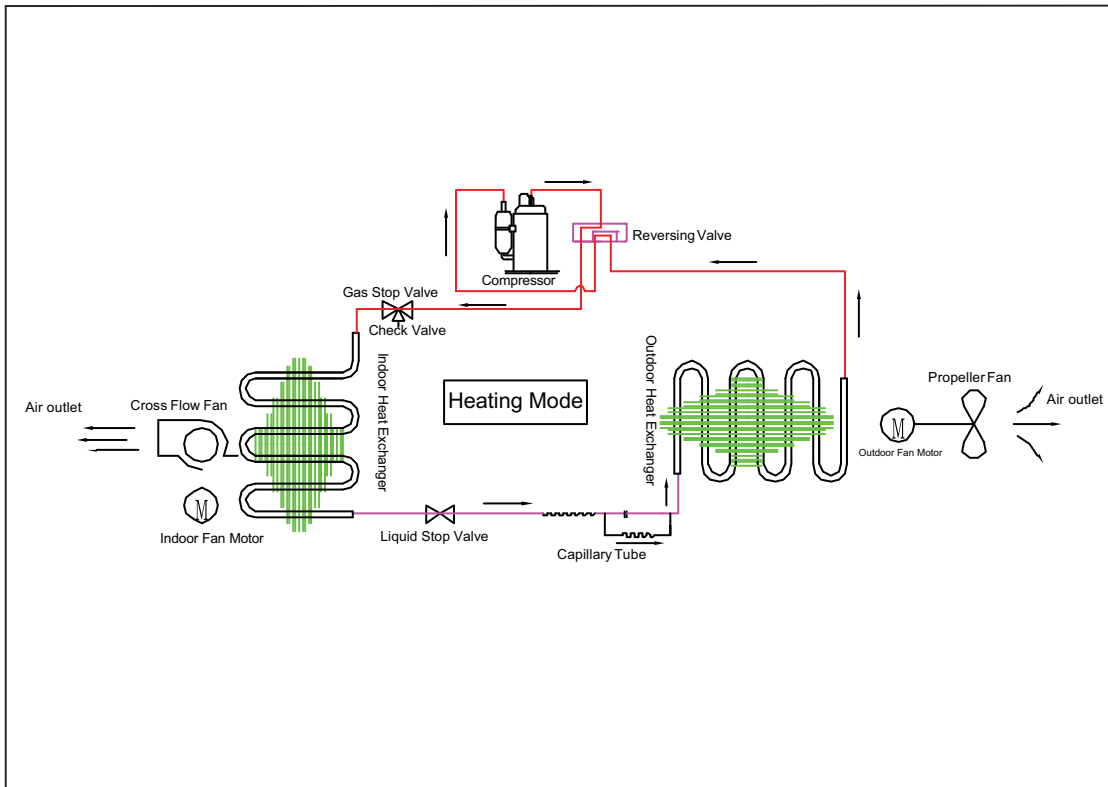 Reversing Valve
Compressor
Gas Stop Valve
Check Valve
Indoor Heat Exchanger
Outdoor Heat Exchanger
Heating Mode
Propeller Fan
Air outlet
Cross Flow Fan
Air outlet
M
Outdoor Fan Motor
M
Indoor Fan Motor
Liquid Stop Valve
Capillary Tube